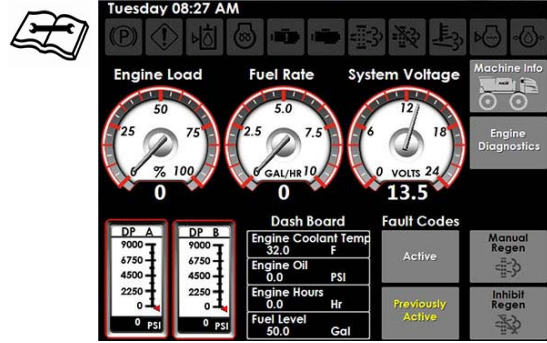 Tuesday 08:27 AM
Engine Load
Fuel Rate
System Voltage
Machine Info
50
25
75
0
%
100
0
5.0
2.5
7.5
0
GAL/HR
10
0
12
6
18
0
VOLTS
24
13.5
Engine
Diagnostics
DP A
9000
6750
4500
2250
0
0 PSI
DP B
9000
6750
4500
2250
0
0 PSI
Dash Board
Engine Coolant Temp
32.0 F
Engine Oil
0.0 PSI
Engine Hours
0.0 Hr
Fuel Level
50.0 Gal
Fault Codes
Active
Previously
Active
Manual
Regen
Inhibit
Regen